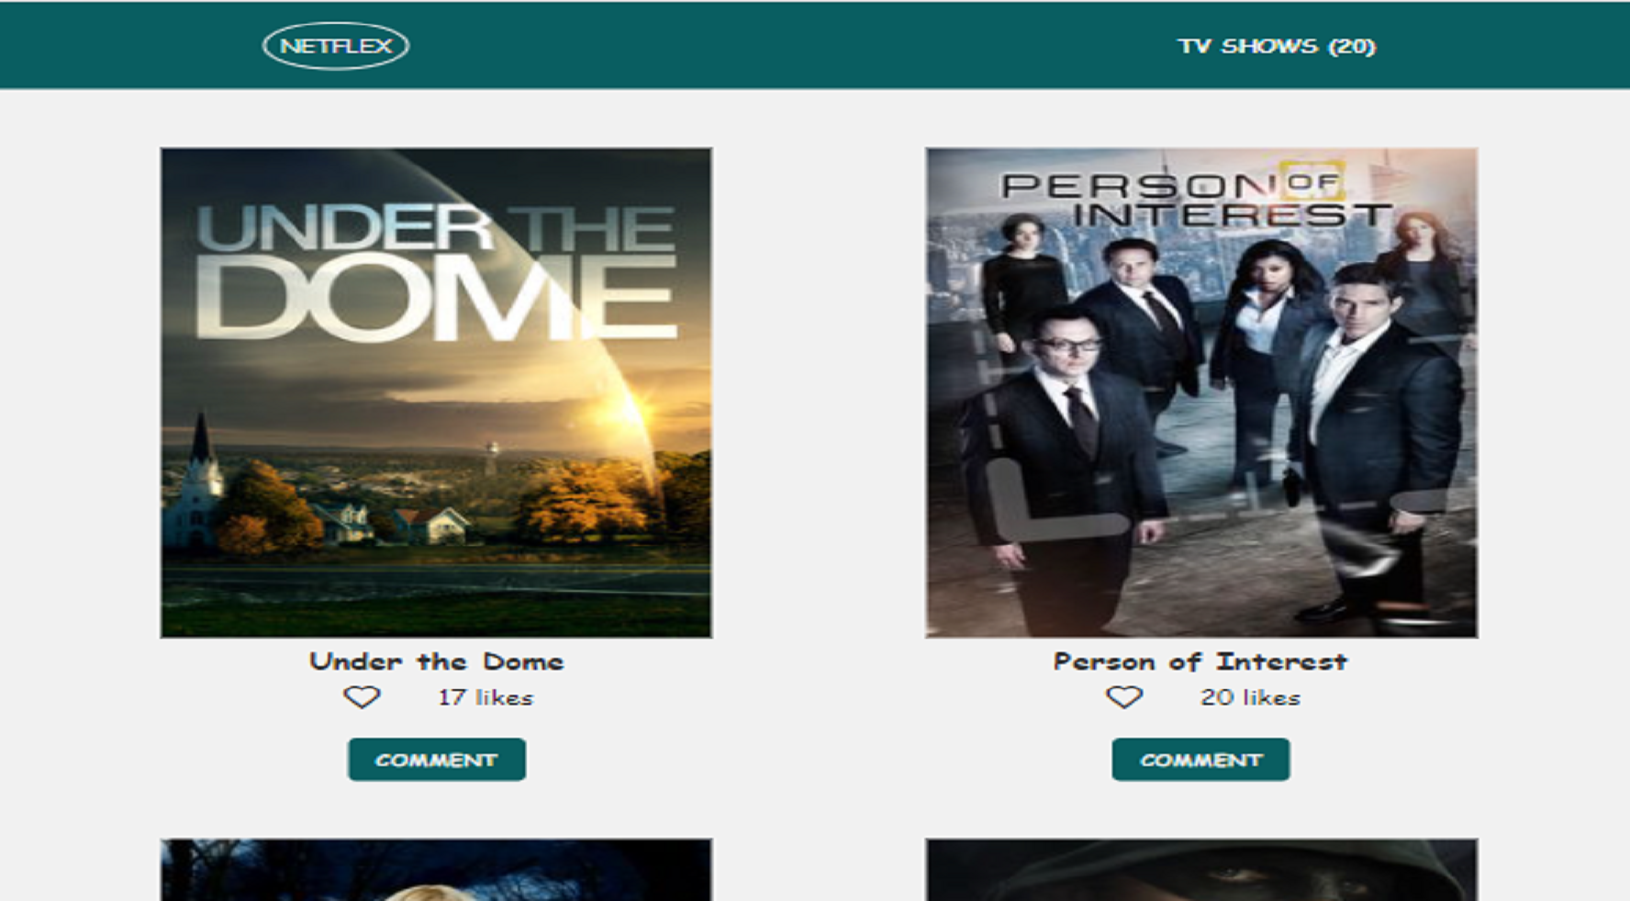 NETFLEX
TV SHOWS (20)
UNDER THE
DOME
PERSON OF
INTEREST
Under the Dome
Person of Interest
17 likes
20 likes
COMMENT
COMMENT